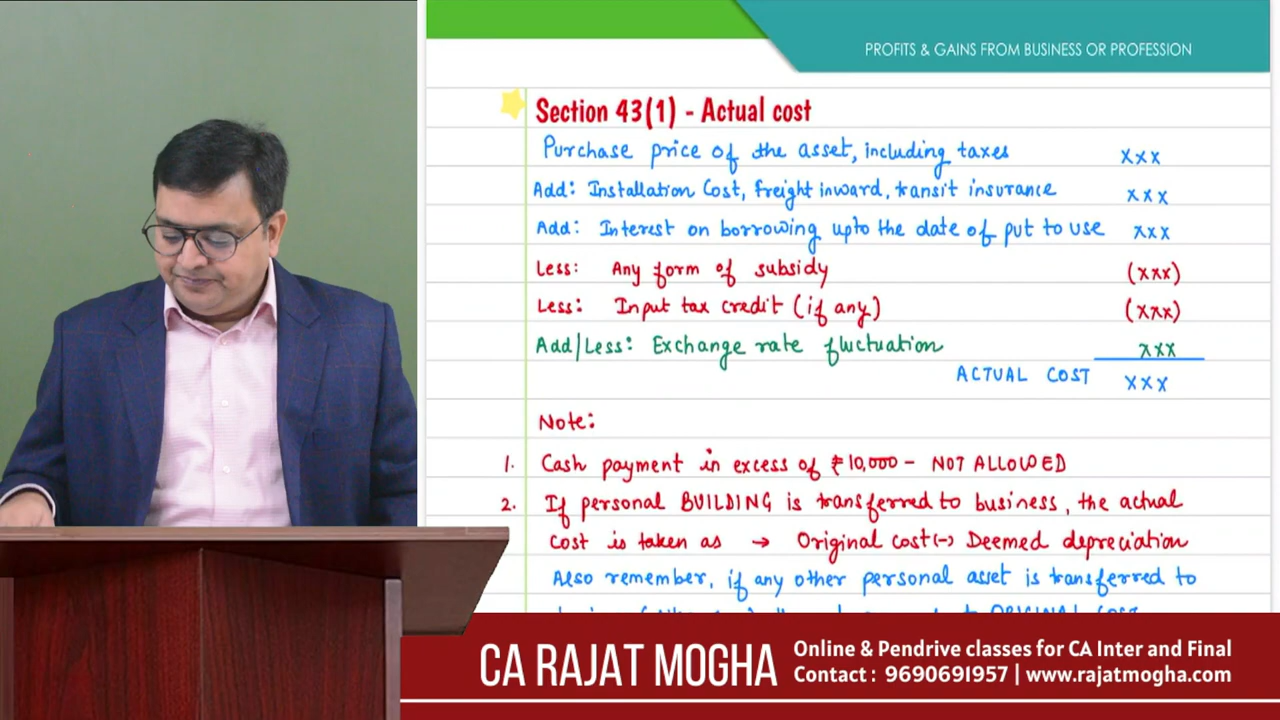 PROFITS & GAINS FROM BUSINESS OR PROFESSION
Section 43(1) - Actual cost
Purchase price of the asset, including taxes xxx
Add: Installation Cost, freight inward, transit insurance xxx
Add: Interest on borrowing upto the date of put to use xxx
Less: Any form of subsidy (xxx)
Less: Input tax credit (if any) (xxx)
Add/Less: Exchange rate fluctuation xxx
ACTUAL COST xxx
Note:
1. Cash payment in excess of ₹10,000 - NOT ALLOWED
2. If personal BUILDING is transferred to business, the actual
cost is taken as → Original cost(-) Deemed depreciation
Also remember, if any other personal asset is transferred to
ORIGINAL COST
CA RAJAT MOGHA
Online & Pendrive classes for CA Inter and Final
Contact : 9690691957 | www.rajatmogha.com